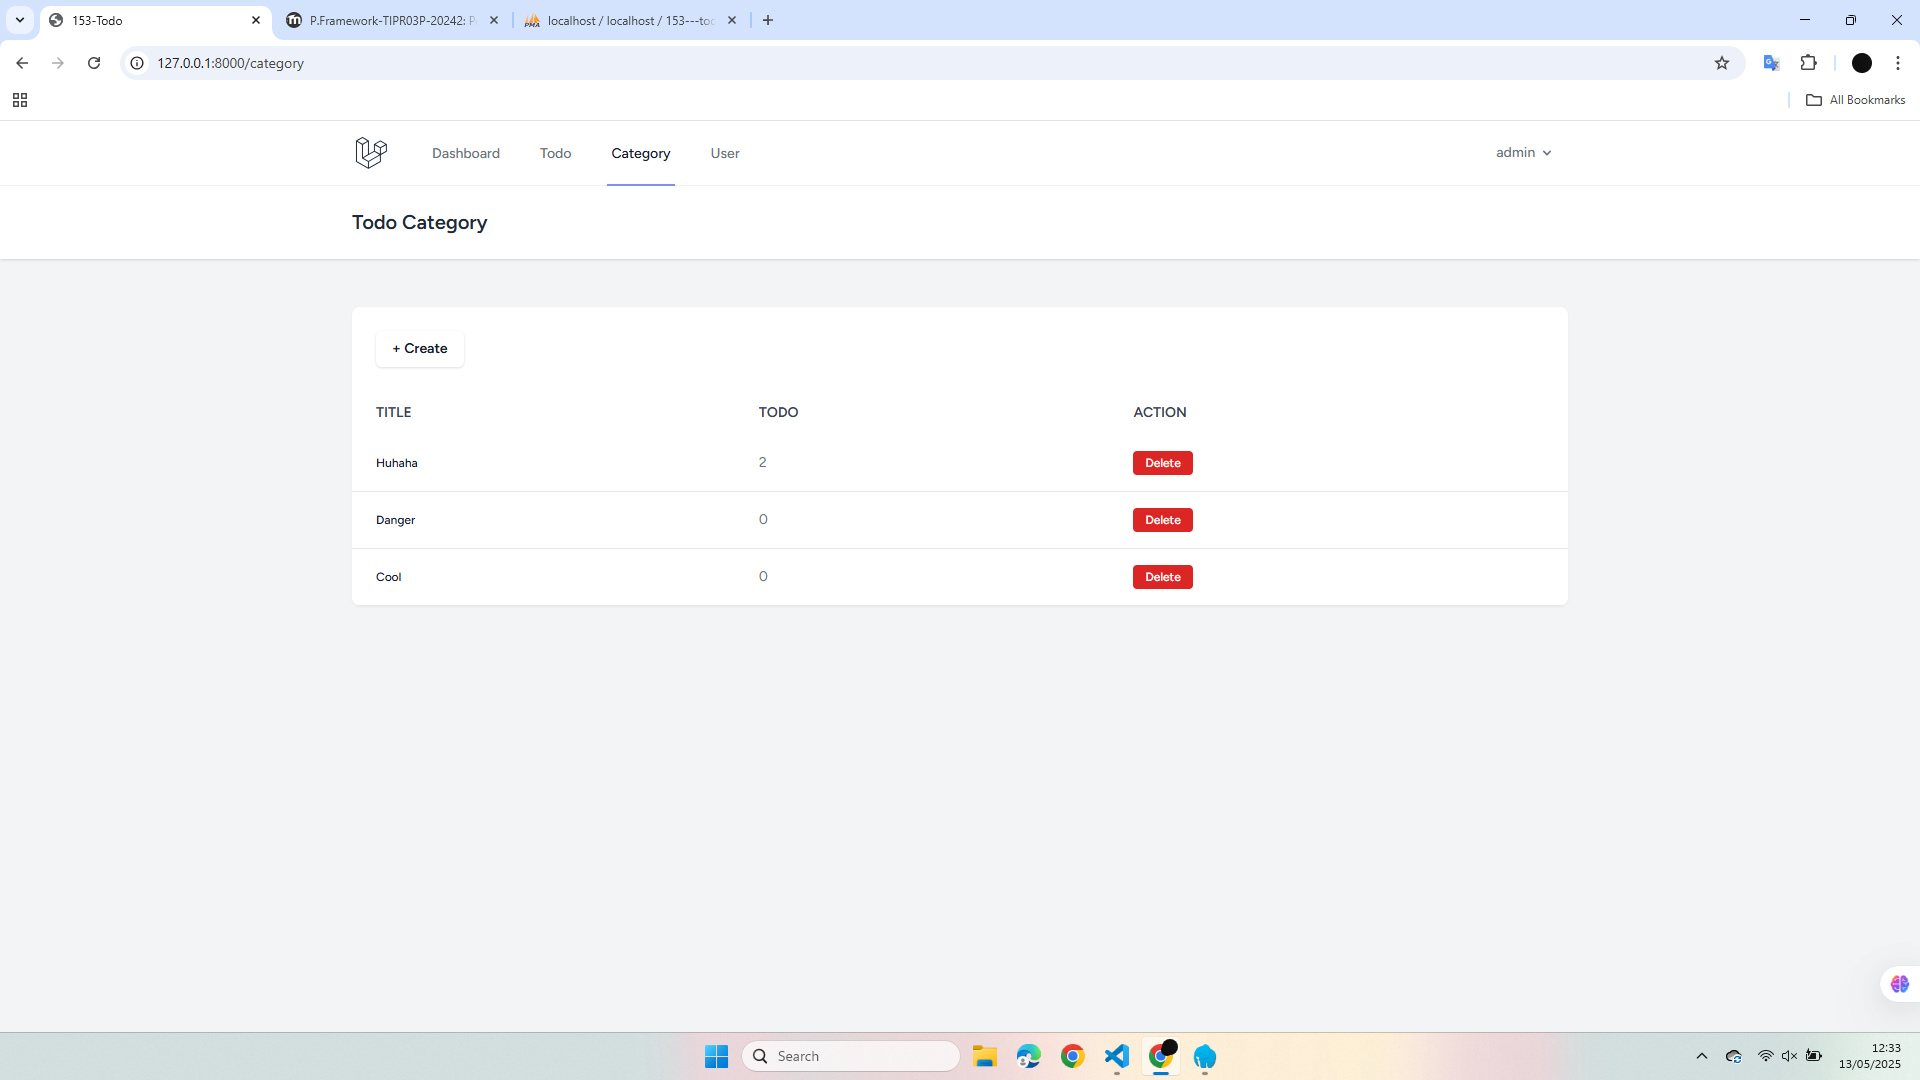 153-Todo
P.Framework-TIPR03P-20242: P
localhost / localhost / 153---too
127.0.0.1:8000/category
All Bookmarks
Dashboard Todo Category User admin
Todo Category
+ Create
TITLE TODO ACTION
Huhaha 2 Delete
Danger 0 Delete
Cool 0 Delete
Search
12:33
13/05/2025